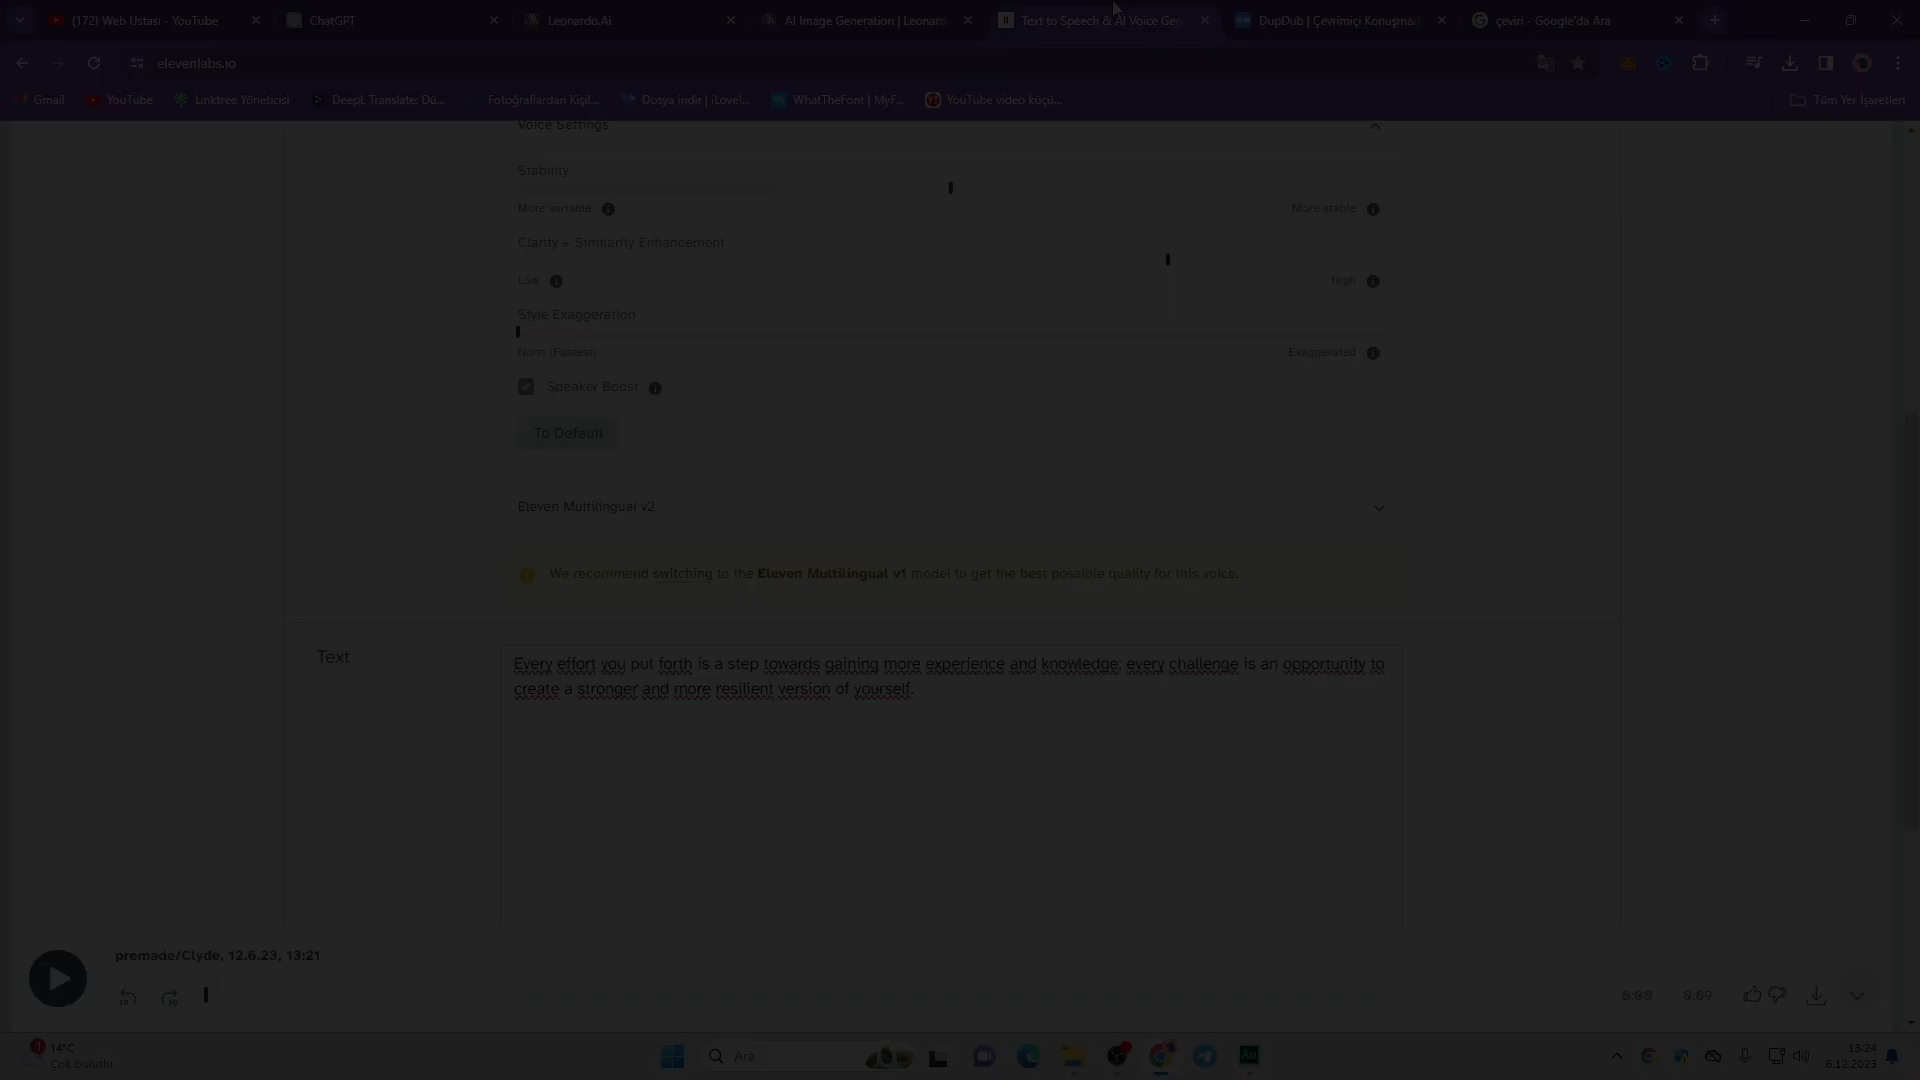 (172) Web Ustası - YouTube
ChatGPT
Leonardo.Ai
AI Image Generation | Leonard
Text to Speech & AI Voice Gen
DupDub | Çevrimiçi Konuşmad
çeviri - Google'da Ara
elevenlabs.io
Gmail
YouTube
Linktree Yöneticisi
DeepL Translate: Dü...
Fotoğraflardan Kişil...
Dosya indir | iLoveI...
WhatTheFont | MyF...
YouTube video küçü...
Tüm Yer İşaretleri
Voice Settings
Stability
More variable
More stable
Clarity + Similarity Enhancement
Low
High
Style Exaggeration
None (Fastest)
Exaggerated
Speaker Boost
To Default
Eleven Multilingual v2
We recommend switching to the Eleven Multilingual v1 model to get the best possible quality for this voice.
Text
Every effort you put forth is a step towards gaining more experience and knowledge; every challenge is an opportunity to
create a stronger and more resilient version of yourself.
premade/Clyde, 12.6.23, 13:21
10
10
0:00
0:09
1
14°C
Çok bulutlu
Ara
Au
13:24
6.12.2023